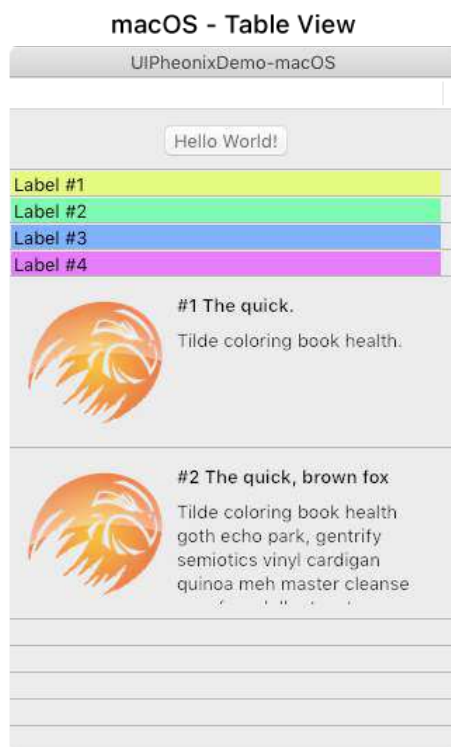 macOS - Table View
UIPheonixDemo-macOS
Hello World!
Label #1
Label #2
Label #3
Label #4
#1 The quick.
Tilde coloring book health.
#2 The quick, brown fox
Tilde coloring book health
goth echo park, gentrify
semiotics vinyl cardigan
quinoa meh master cleanse